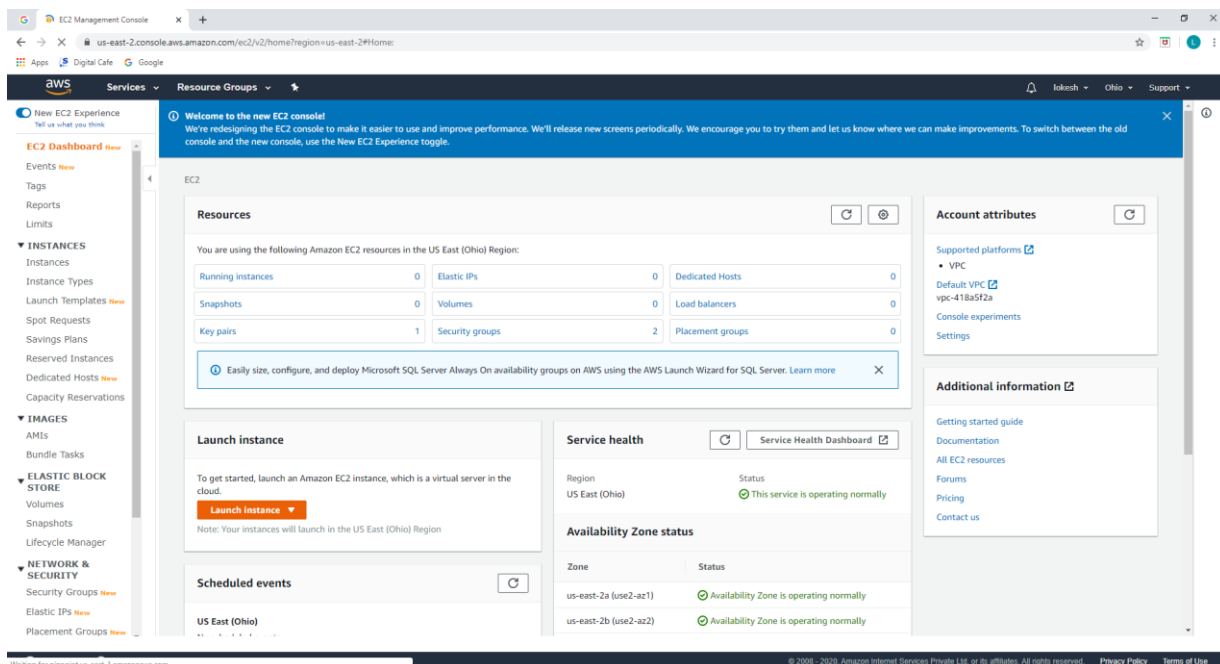 EC2 Management Console
us-east-2.console.aws.amazon.com/ec2/v2/home?region=us-east-2#Home:
Apps
Digital Cafe
Google
aws
Services
Resource Groups
lokesh
Ohio
Support
New EC2 Experience
Tell us what you think
EC2 Dashboard New
Events New
Tags
Reports
Limits
INSTANCES
Instances
Instance Types
Launch Templates New
Spot Requests
Savings Plans
Reserved Instances
Dedicated Hosts New
Capacity Reservations
IMAGES
AMIs
Bundle Tasks
ELASTIC BLOCK
STORE
Volumes
Snapshots
Lifecycle Manager
NETWORK &
SECURITY
Security Groups New
Elastic IPs New
Placement Groups New
Welcome to the new EC2 console!
We're redesigning the EC2 console to make it easier to use and improve performance. We'll release new screens periodically. We encourage you to try them and let us know where we can make improvements. To switch between the old
console and the new console, use the New EC2 Experience toggle.
EC2
Resources
You are using the following Amazon EC2 resources in the US East (Ohio) Region:
Running instances 0
Elastic IPs 0
Dedicated Hosts 0
Snapshots 0
Volumes 0
Load balancers 0
Key pairs 1
Security groups 2
Placement groups 0
Easily size, configure, and deploy Microsoft SQL Server Always On availability groups on AWS using the AWS Launch Wizard for SQL Server. Learn more
Launch instance
To get started, launch an Amazon EC2 instance, which is a virtual server in the
cloud.
Launch instance
Note: Your instances will launch in the US East (Ohio) Region
Scheduled events
US East (Ohio)
Service health
Service Health Dashboard
Region
Status
US East (Ohio)
This service is operating normally
Availability Zone status
Zone
Status
us-east-2a (use2-az1)
Availability Zone is operating normally
us-east-2b (use2-az2)
Availability Zone is operating normally
Account attributes
Supported platforms
• VPC
Default VPC
vpc-418a5f2a
Console experiments
Settings
Additional information
Getting started guide
Documentation
All EC2 resources
Forums
Pricing
Contact us
© 2008 - 2020, Amazon Internet Services Private Ltd. or its affiliates. All rights reserved.
Privacy Policy
Terms of Use